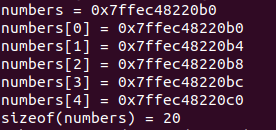 numbers = 0x7ffec48220b0
numbers[0] = 0x7ffec48220b0
numbers[1] = 0x7ffec48220b4
numbers[2] = 0x7ffec48220b8
numbers[3] = 0x7ffec48220bc
numbers[4] = 0x7ffec48220c0
sizeof(numbers) = 20